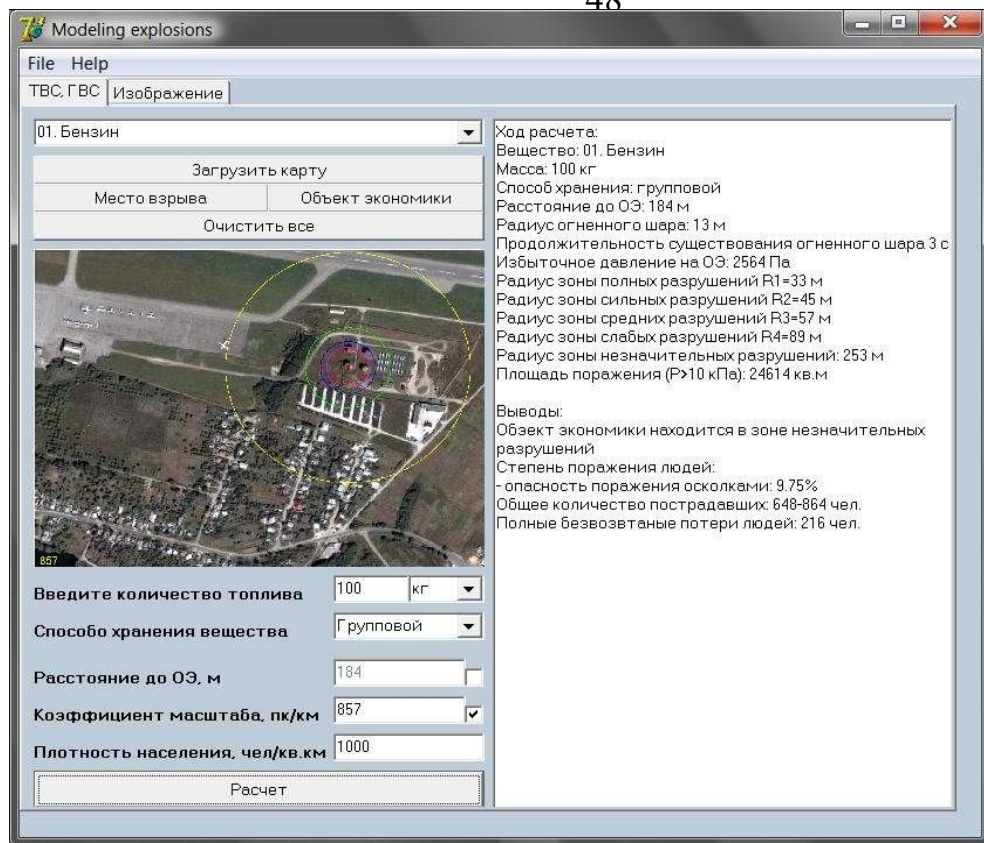 48
Modeling explosions
File Help
ТВС, ГВС Изображение
01. Бензин
Загрузить карту
Место взрыва Объект экономики
Очистить все
857
Введите количество топлива 100 кг
Способо хранения вещества Групповой
Расстояние до ОЭ, м 184
Коэффициент масштаба, пк/км 857
Плотность населения, чел/кв.км 1000
Расчет
Ход расчета:
Вещество: 01. Бензин
Масса: 100 кг
Способ хранения: групповой
Расстояние до ОЭ: 184 м
Радиус огненного шара: 13 м
Продолжительность существования огненного шара 3 с
Избыточное давление на ОЭ: 2564 Па
Радиус зоны полных разрушений R1=33 м
Радиус зоны сильных разрушений R2=45 м
Радиус зоны средних разрушений R3=57 м
Радиус зоны слабых разрушений R4=89 м
Радиус зоны незначительных разрушений: 253 м
Площадь поражения (P>10 кПа): 24614 кв.м
Выводы:
Обэект экономики находится в зоне незначительных
разрушений
Степень поражения людей:
- опасность поражения осколками: 9.75%
Общее количество пострадавших: 648-864 чел.
Полные безвозвтаные потери людей: 216 чел.